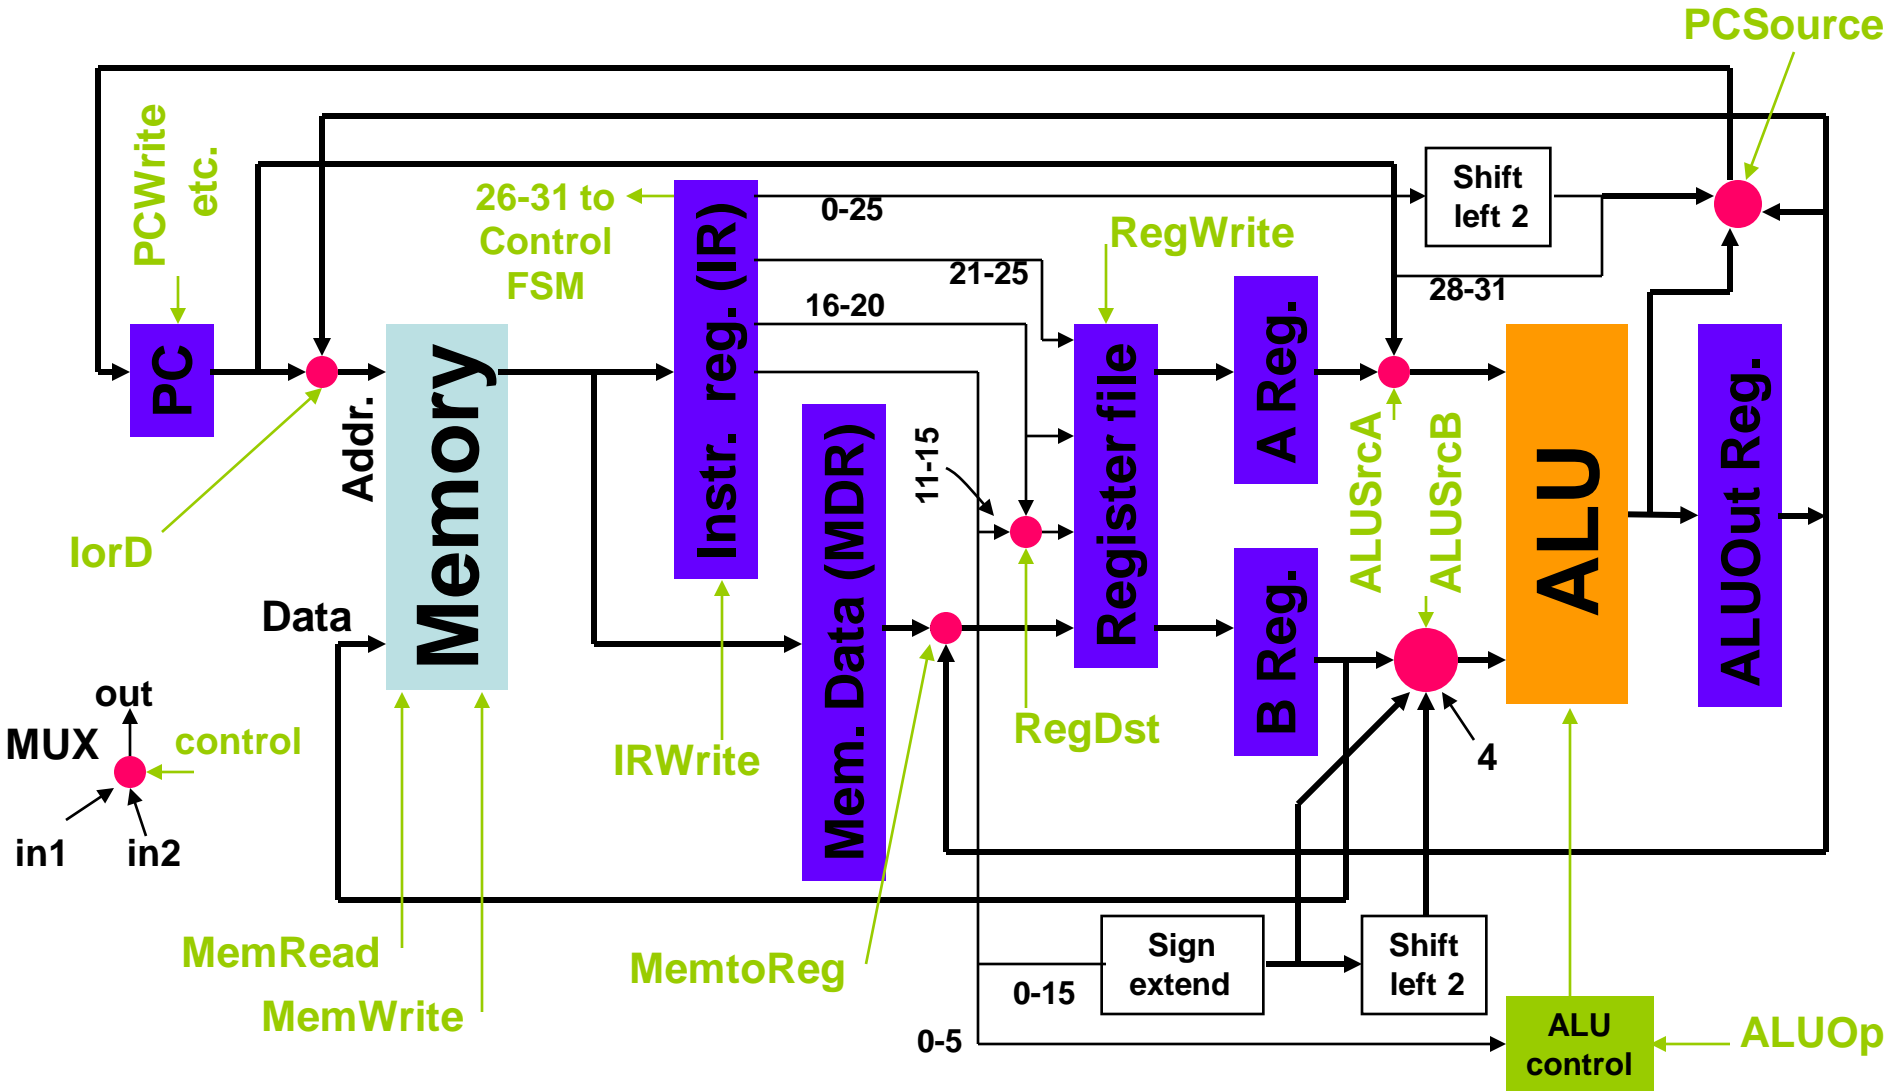 PCSource
PCWrite
etc.
26-31 to
Control
FSM
0-25
Shift
left 2
RegWrite
21-25
28-31
16-20
PC
Addr.
Memory
Instr. reg. (IR)
Mem. Data (MDR)
11-15
Register file
A Reg.
B Reg.
ALUSrcA
ALUSrcB
ALU
ALUOut Reg.
IorD
Data
out
MUX
control
in1
in2
IRWrite
RegDst
4
MemRead
MemWrite
MemtoReg
Sign
extend
0-15
Shift
left 2
0-5
ALU
control
ALUOp